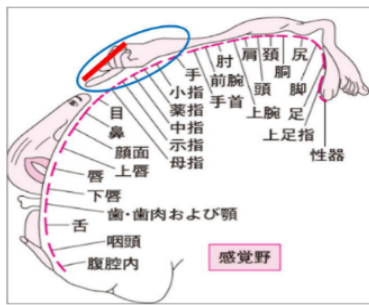 手
小指
薬指
中指
示指
母指
肘
前腕
手首
肩
頭
上腕
頚
胴
尻
脚
足
上足指
性器
目
鼻
顔面
上唇
唇
下唇
歯・歯肉および顎
舌
咽頭
腹腔内
感覚野